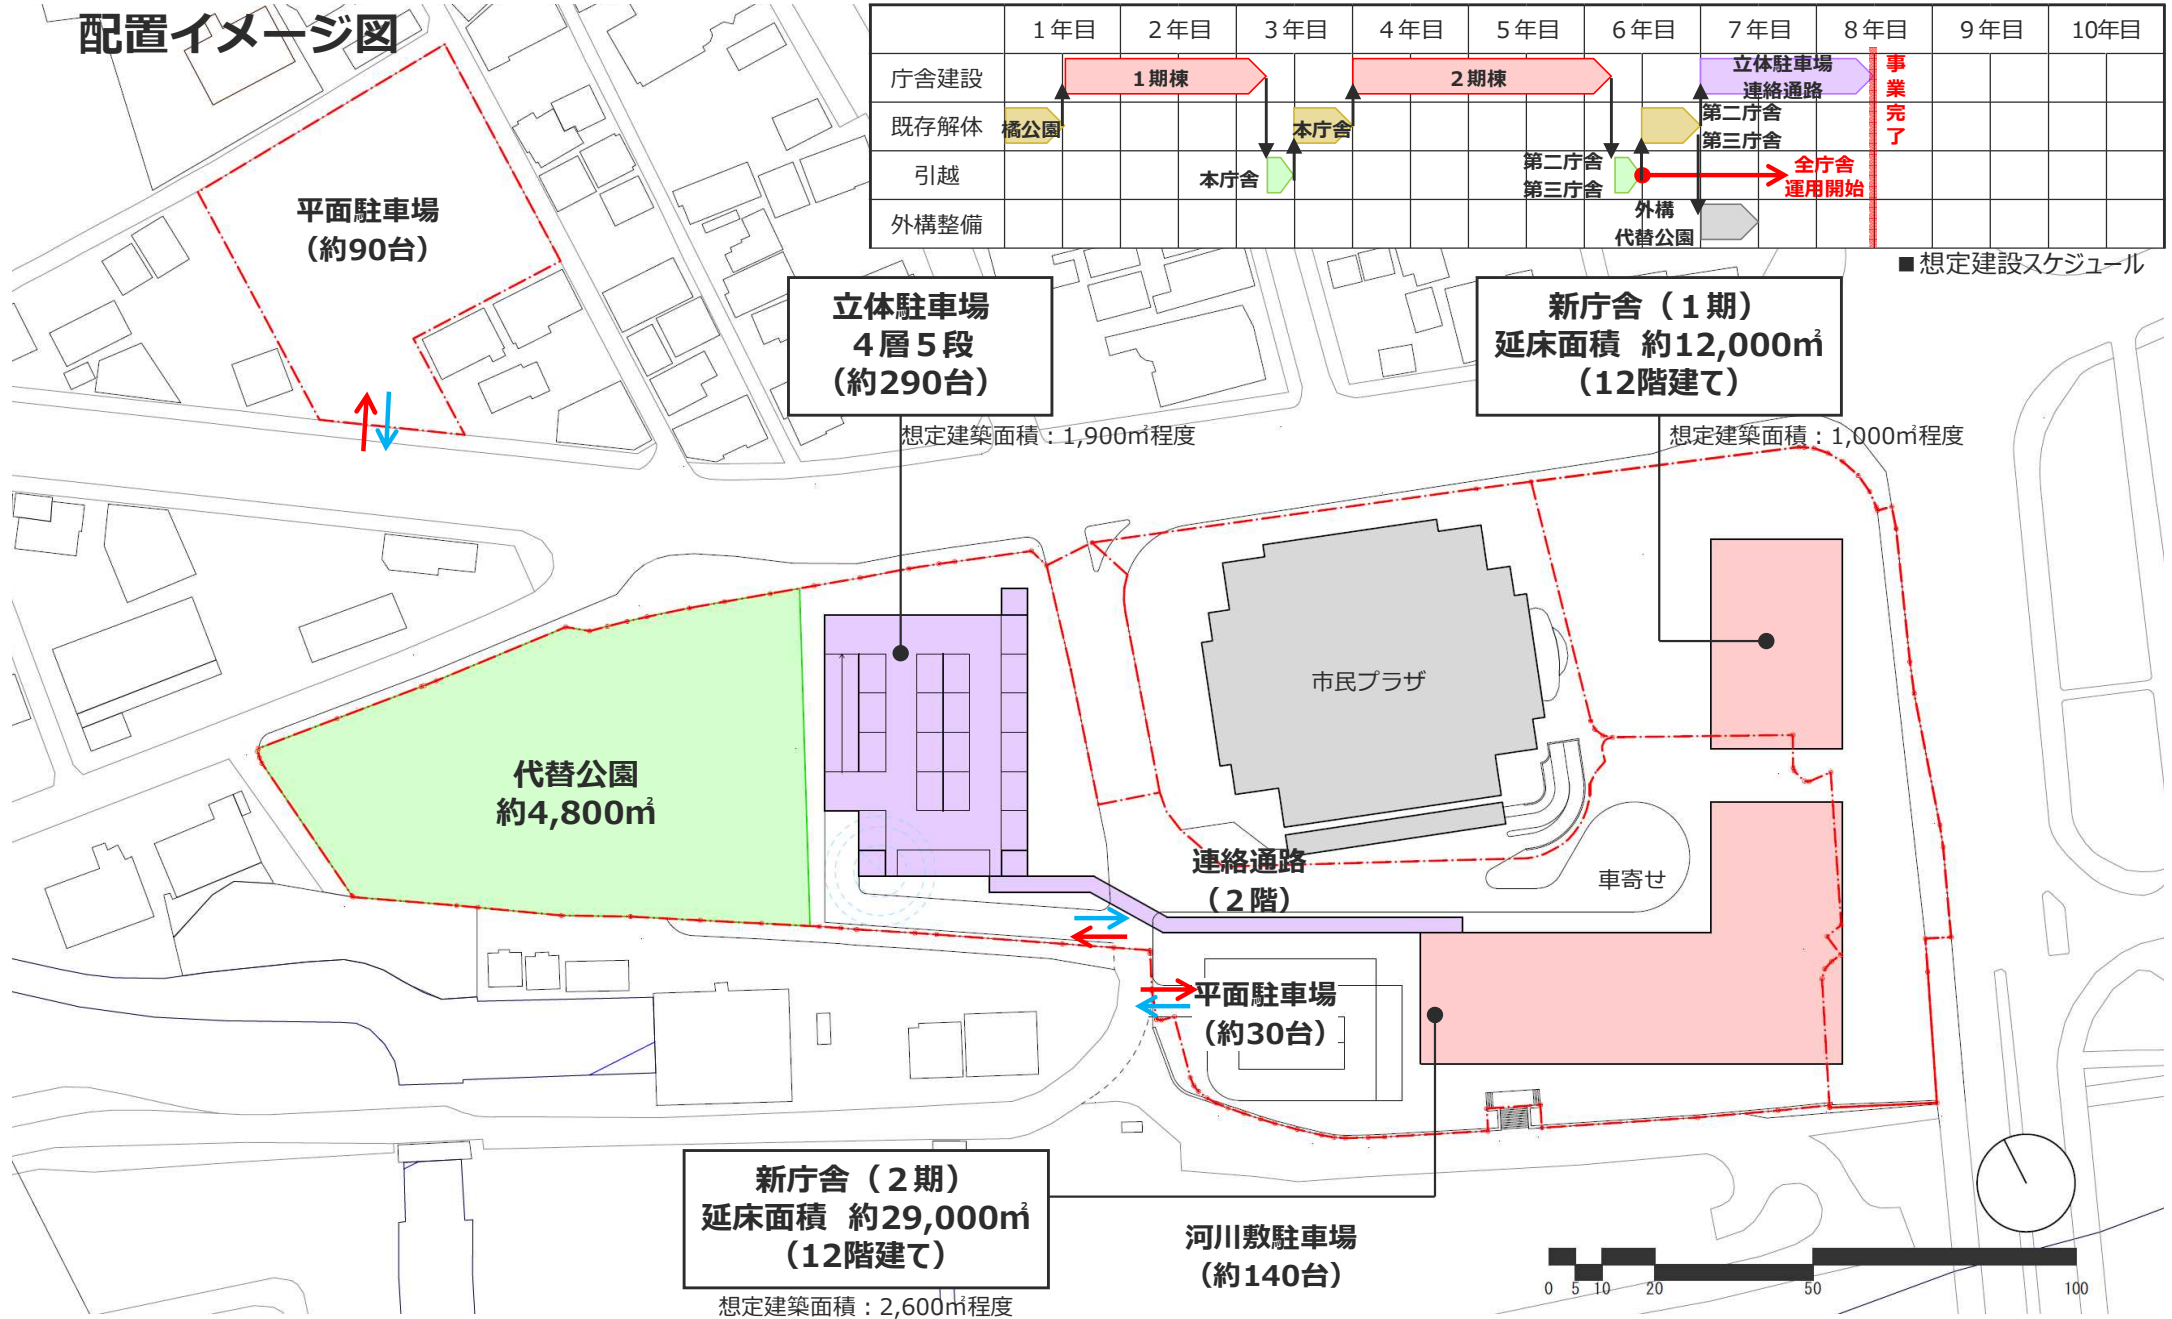 配置イメージ図
1年目 2年目 3年目 4年目 5年目 6年目 7年目 8年目 9年目 10年目
庁舎建設
1期棟
2期棟
立体駐車場
連絡通路
事業完了
既存解体
橘公園
本庁舎
第二庁舎
第三庁舎
引越
本庁舎
第二庁舎
第三庁舎
全庁舎
運用開始
外構整備
外構
代替公園
■想定建設スケジュール
平面駐車場
（約90台）
立体駐車場
4層5段
（約290台）
想定建築面積：1,900㎡程度
新庁舎（1期）
延床面積 約12,000㎡
（12階建て）
想定建築面積：1,000㎡程度
市民プラザ
代替公園
約4,800㎡
連絡通路
（2階）
車寄せ
平面駐車場
（約30台）
新庁舎（2期）
延床面積 約29,000㎡
（12階建て）
想定建築面積：2,600㎡程度
河川敷駐車場
（約140台）
0 5 10 20 50 100